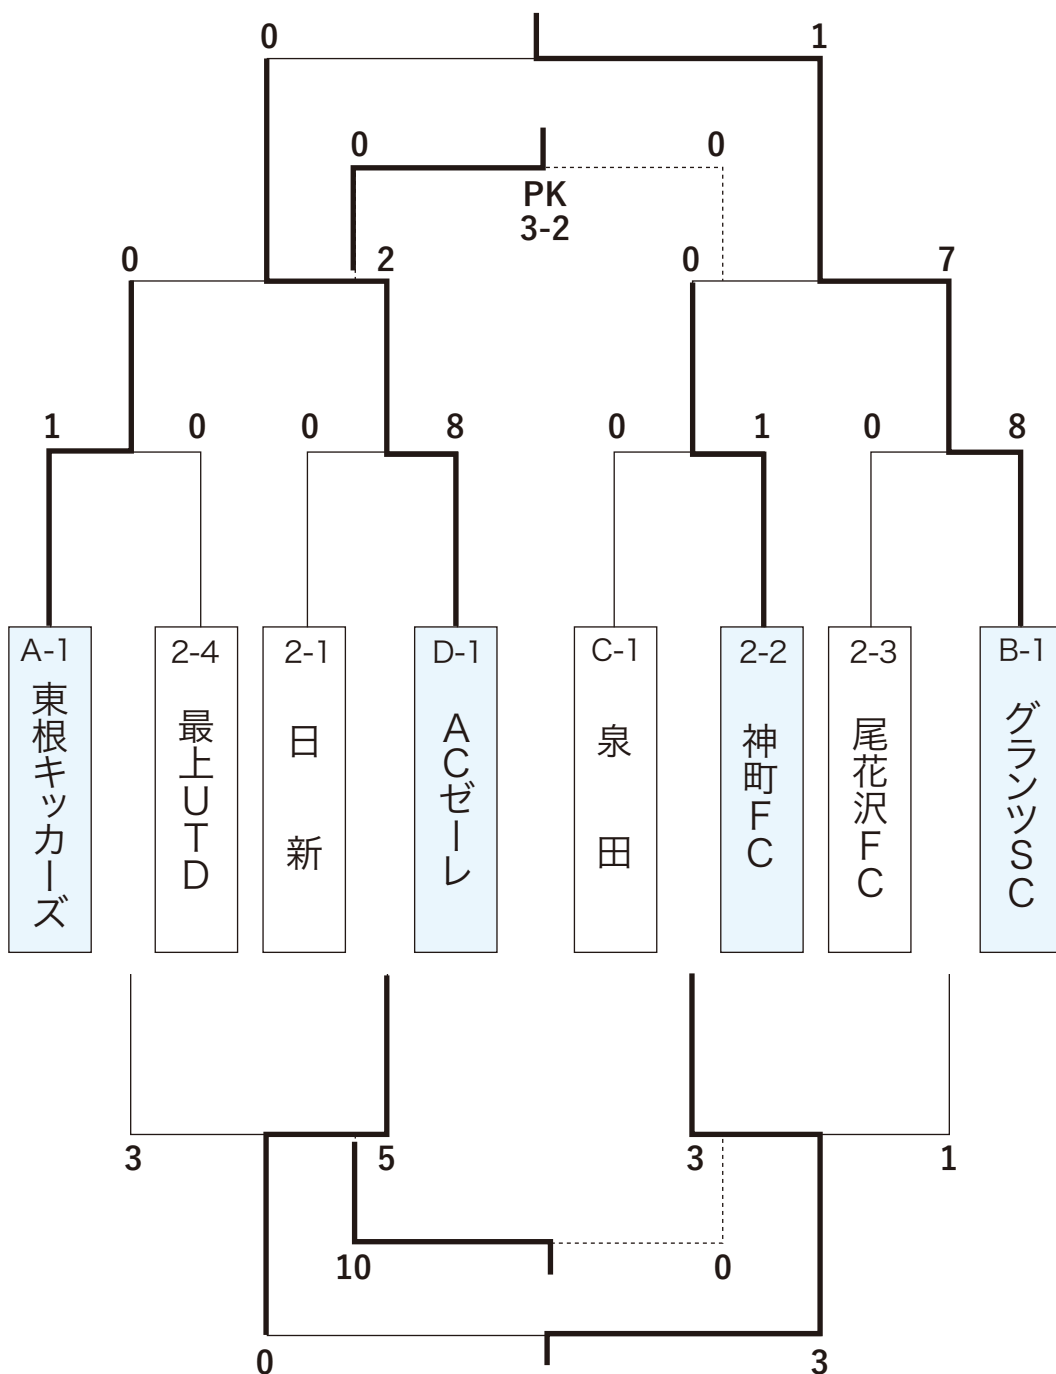 0 1
0 0
PK
3-2
0 2 0 7
1 0 0 8 0 1 0 8
A-1 2-4 2-1 D-1 C-1 2-2 2-3 B-1
東根キッカーズ
最上UTD
日新
ACゼーレ
泉田
神町FC
尾花沢FC
グランツSC
3 5 3 1
10 0
0 3